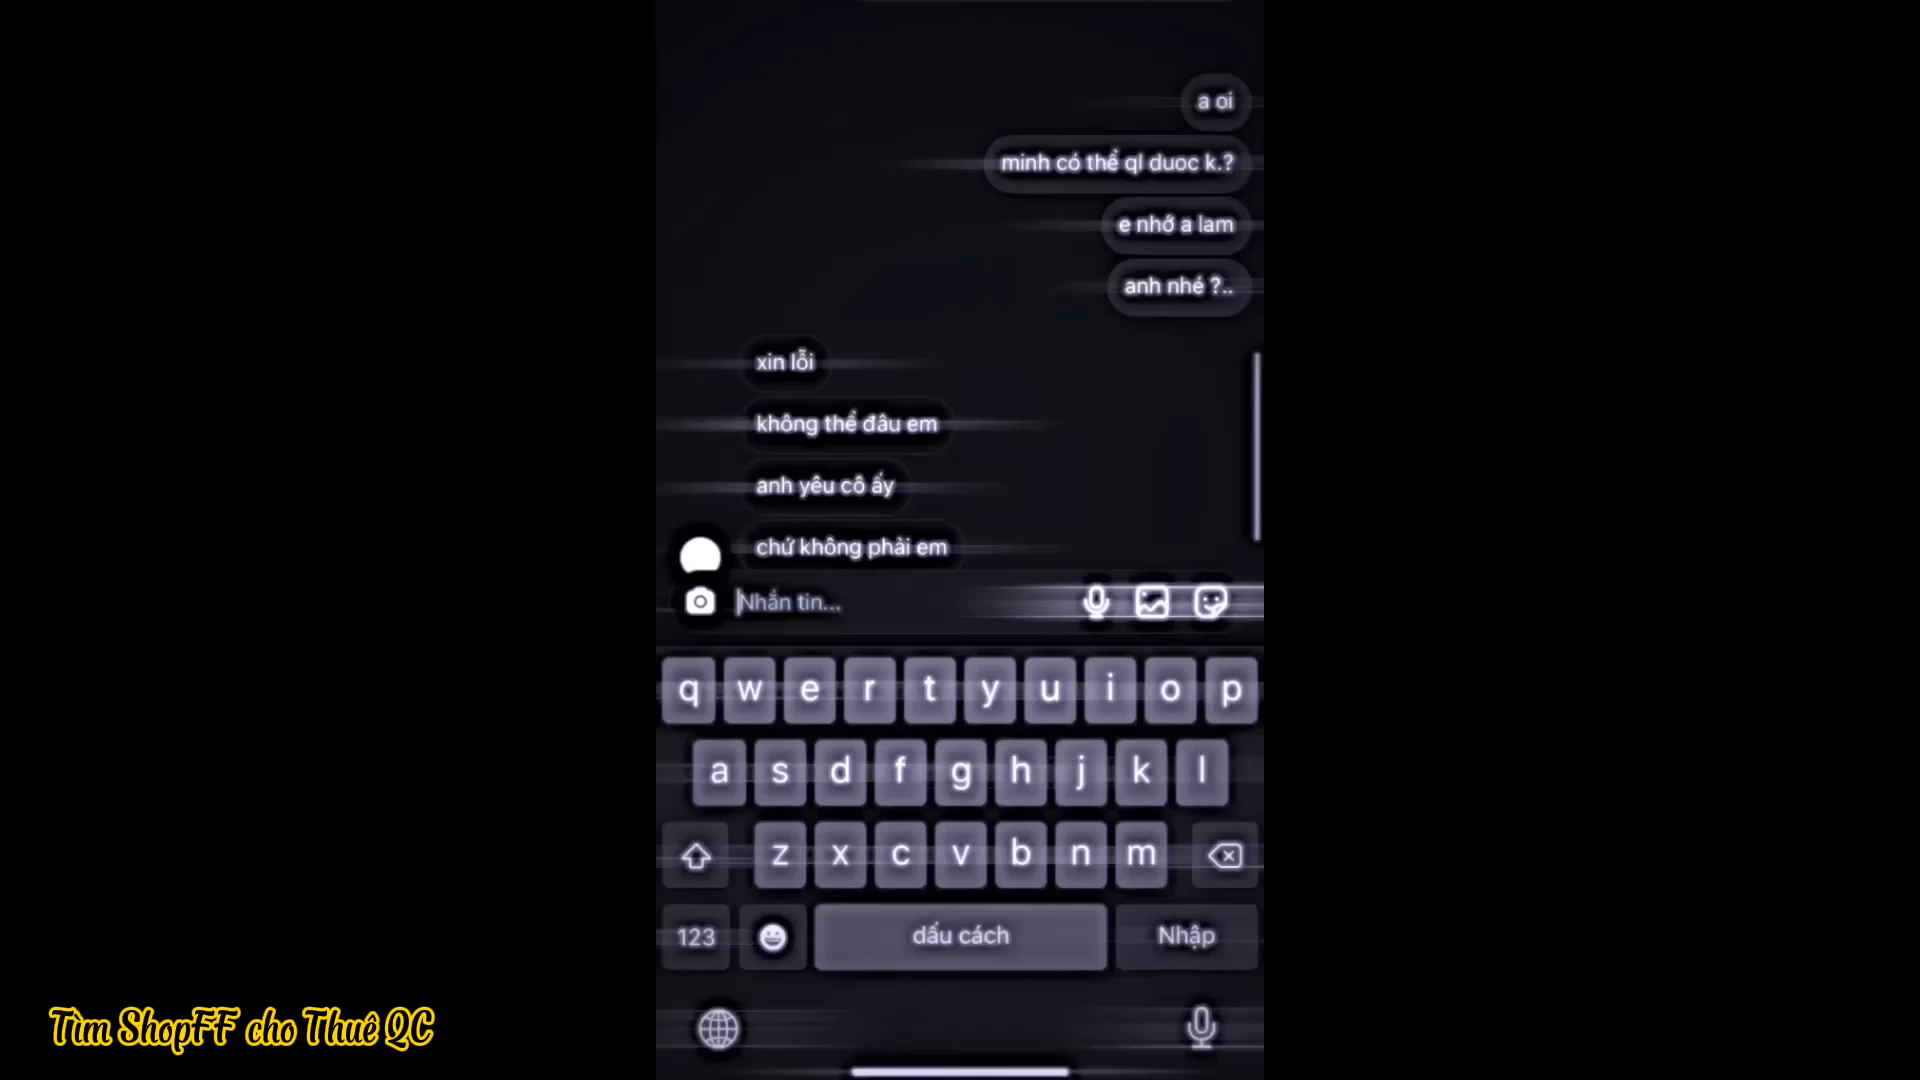 a oi
minh có thể ql duoc k.?
e nhớ a lam
anh nhé ?..
xin lỗi
không thể đâu em
anh yêu cô ấy
chứ không phải em
Nhắn tin...
q w e r t y u i o p
a s d f g h j k l
z x c v b n m
123 dấu cách Nhập
Tìm ShopFF cho Thuê QC